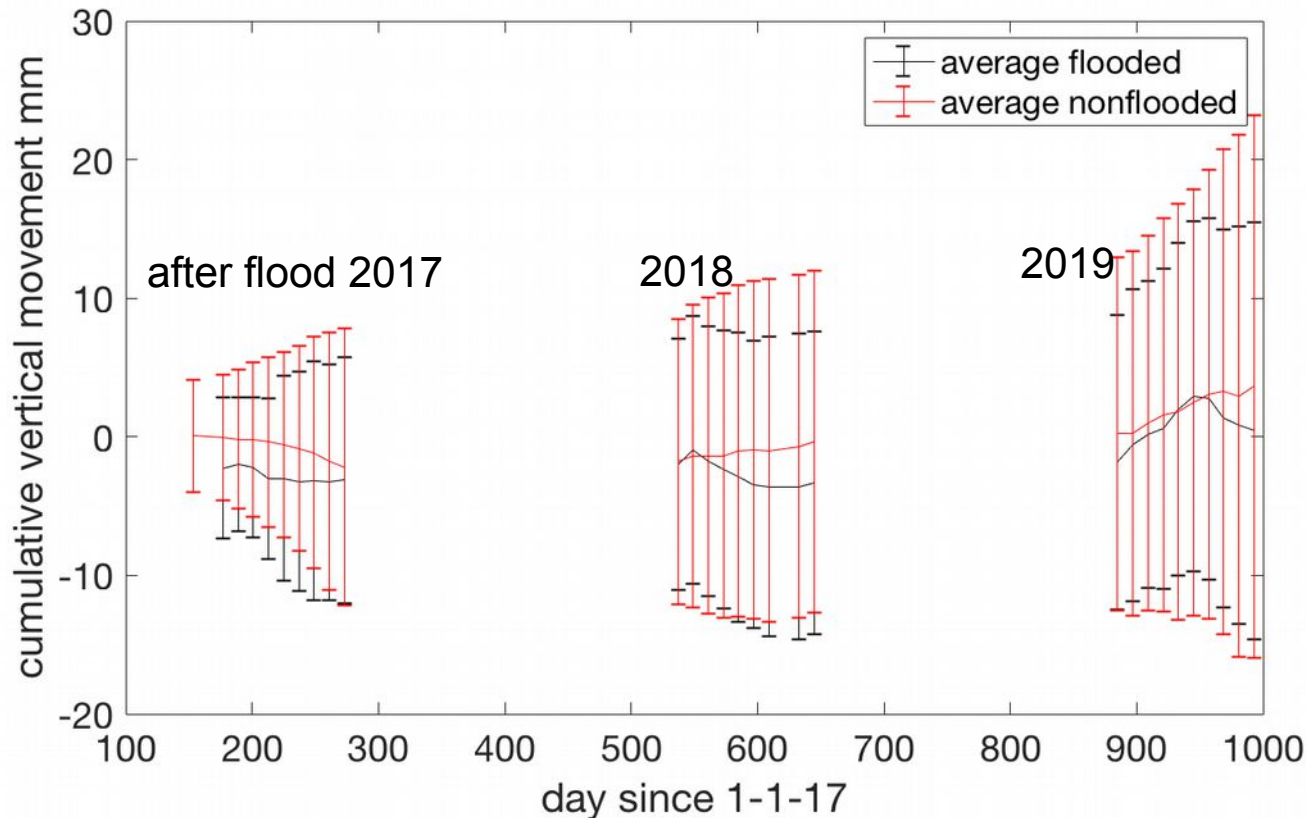 30
20
10
0
-10
-20
cumulative vertical movement mm
average flooded
average nonflooded
after flood 2017
2018
2019
100 200 300 400 500 600 700 800 900 1000
day since 1-1-17